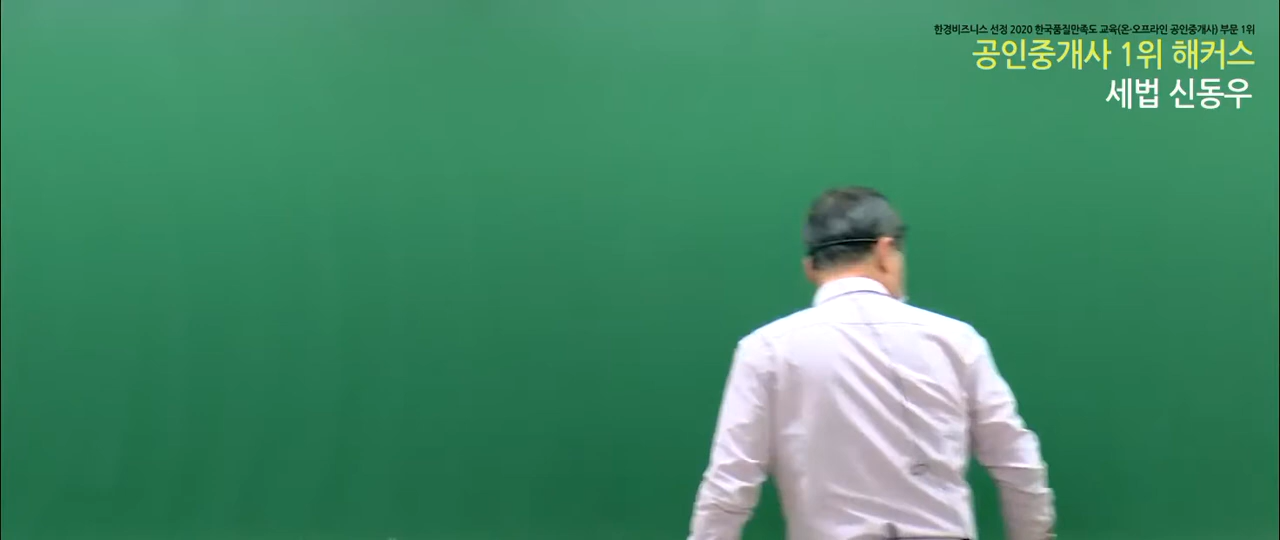 한경비즈니스 선정 2020 한국품질만족도 교육(온·오프라인 공인중개사) 부문 1위
공인중개사 1위 해커스
세법 신동우